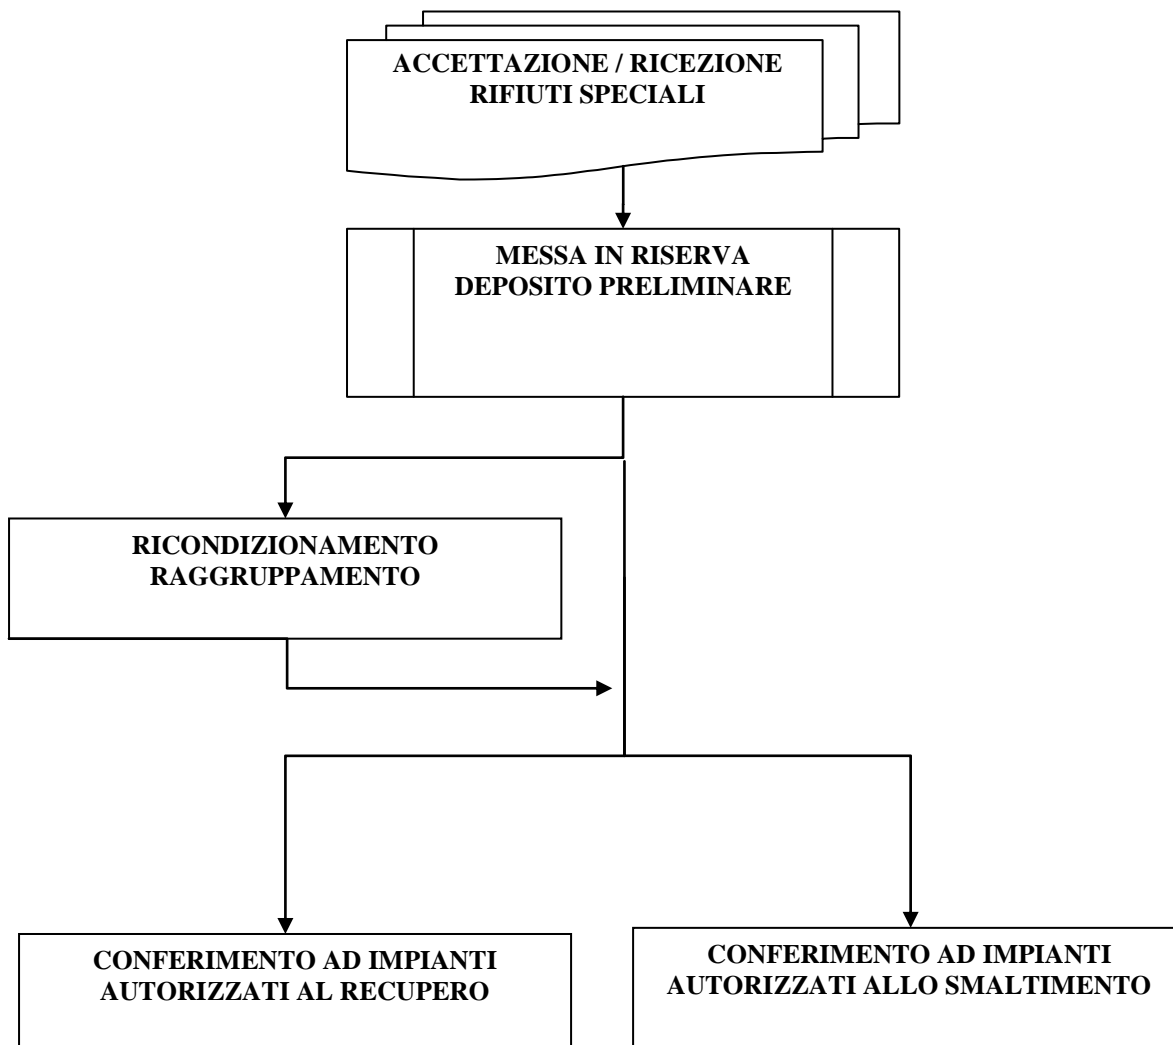 ACCETTAZIONE / RICEZIONE
RIFIUTI SPECIALI
MESSA IN RISERVA
DEPOSITO PRELIMINARE
RICONDIZIONAMENTO
RAGGRUPPAMENTO
CONFERIMENTO AD IMPIANTI
AUTORIZZATI AL RECUPERO
CONFERIMENTO AD IMPIANTI
AUTORIZZATI ALLO SMALTIMENTO